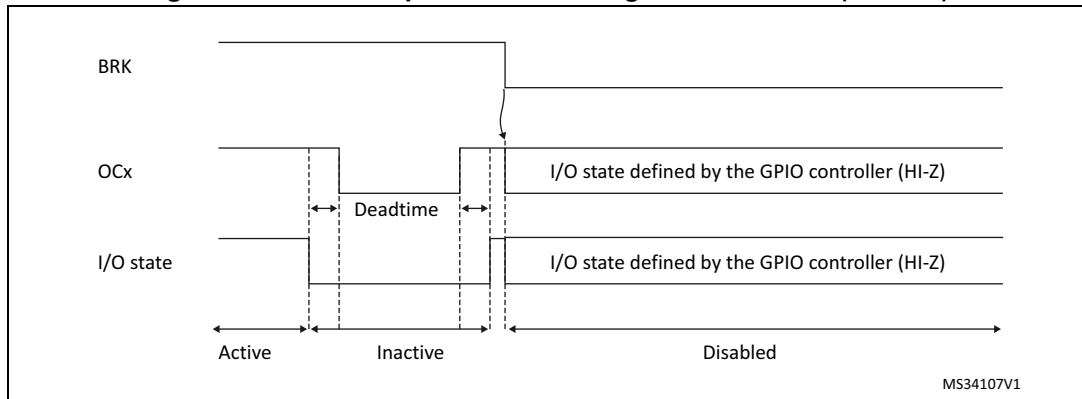 BRK
OCx
I/O state defined by the GPIO controller (HI-Z)
Deadtime
I/O state
I/O state defined by the GPIO controller (HI-Z)
Active
Inactive
Disabled
MS34107V1